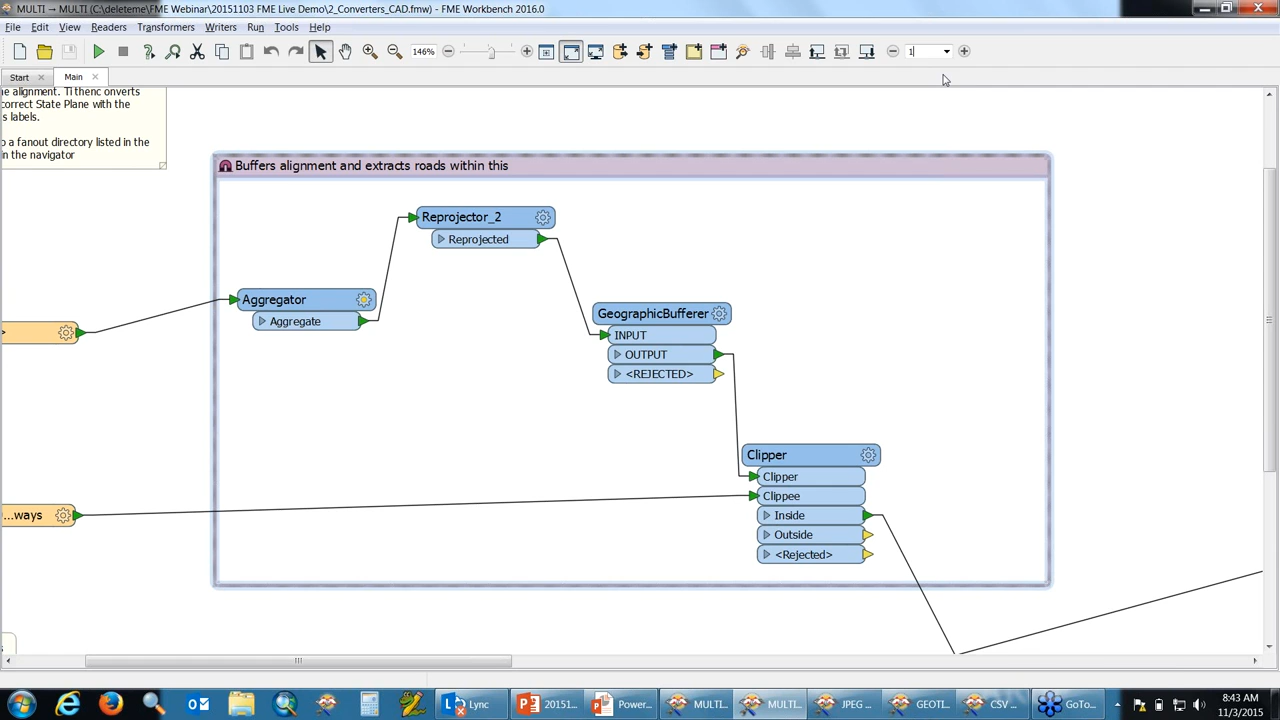 MULTI → MULTI (C:\deleteme\FME Webinar\20151103 FME Live Demo\2_Converters_CAD.fmw) - FME Workbench 2016.0
File Edit View Readers Transformers Writers Run Tools Help
146%
1
Start
Main
e alignment. TIthenc onverts
correct State Plane with the
s labels.
o a fanout directory listed in the
in the navigator
Buffers alignment and extracts roads within this
Reprojector_2
Reprojected
Aggregator
Aggregate
GeographicBufferer
INPUT
OUTPUT
<REJECTED>
>
Clipper
Clipper
Clippee
...ways
Inside
Outside
<Rejected>
s
Lync
20151...
Power...
MULTI...
MULTI...
JPEG ...
GEOTI...
CSV ...
GoTo...
8:43 AM
11/3/2015